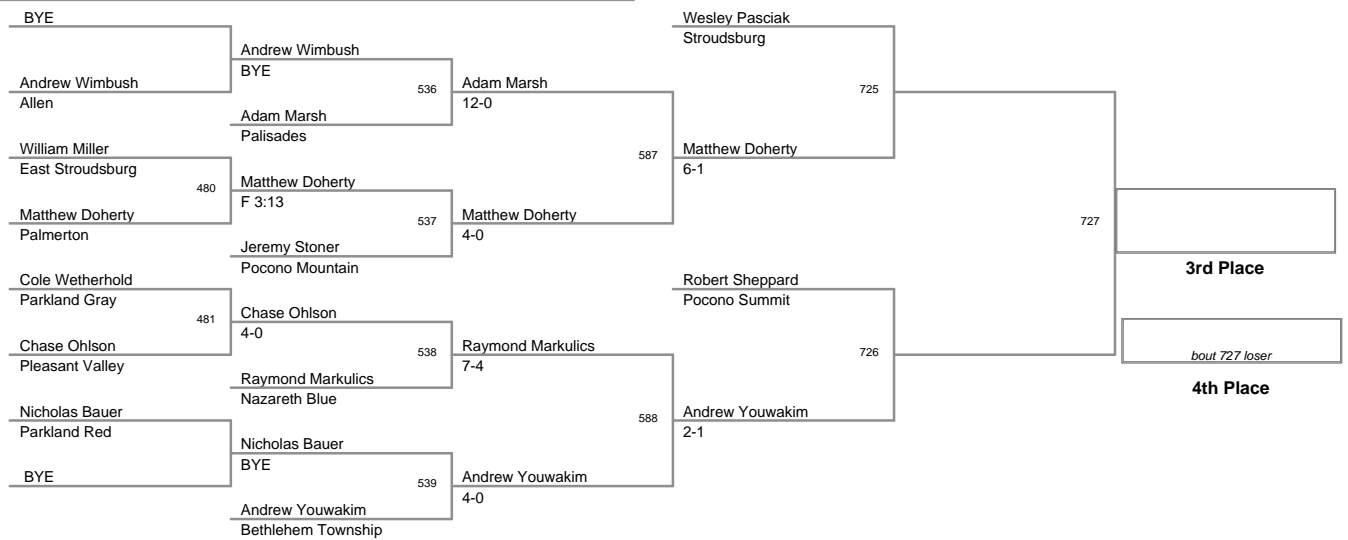 BYE
Andrew Wimbush
Allen
William Miller
East Stroudsburg
480
Matthew Doherty
Palmerton
Cole Wetherhold
Parkland Gray
481
Chase Ohlson
Pleasant Valley
Nicholas Bauer
Parkland Red
BYE
Andrew Wimbush
BYE
536
Adam Marsh
Palisades
Matthew Doherty
F 3:13
537
Jeremy Stoner
Pocono Mountain
Chase Ohlson
4-0
538
Raymond Markulics
Nazareth Blue
Nicholas Bauer
BYE
539
Andrew Youwakim
Bethlehem Township
Adam Marsh
12-0
587
Matthew Doherty
4-0
Raymond Markulics
7-4
588
Andrew Youwakim
4-0
Wesley Pasciak
Stroudsburg
725
Matthew Doherty
6-1
Robert Sheppard
Pocono Summit
726
Andrew Youwakim
2-1
727
3rd Place
bout 727 loser
4th Place